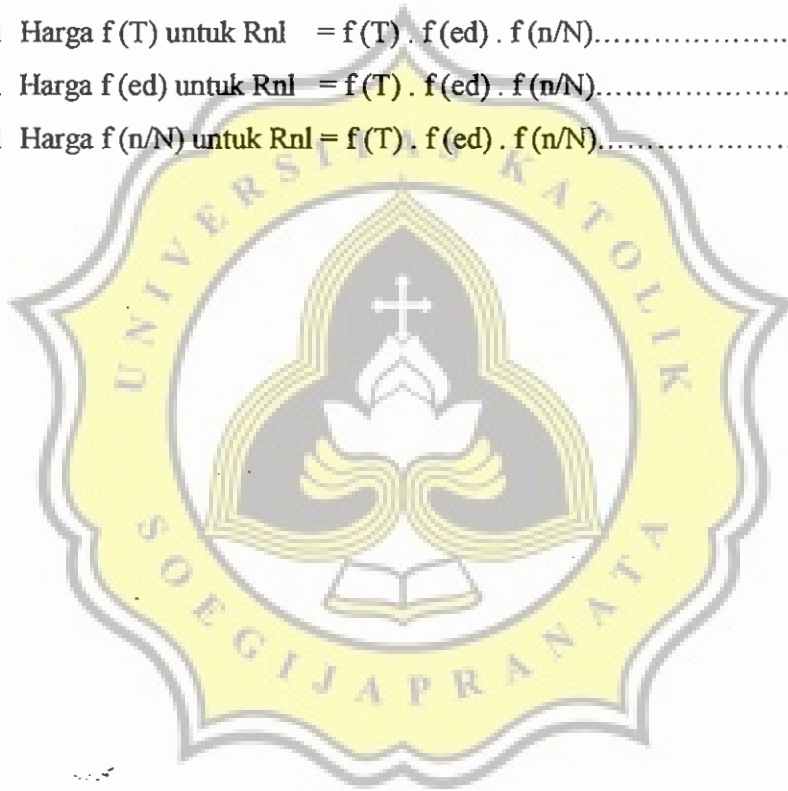 Harga f (T) untuk Rnl = f (T) . f (ed) . f (n/N)......................
Harga f (ed) untuk Rnl = f (T) . f (ed) . f (n/N)......................
Harga f (n/N) untuk Rnl = f (T) . f (ed) . f (n/N)......................
UNIVERSITAS KATOLIK
SOEGIJAPRANATA